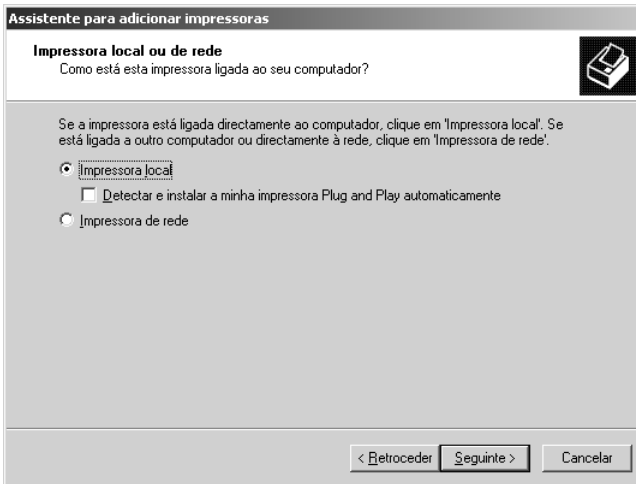 Assistente para adicionar impressoras
Impressora local ou de rede
Como está esta impressora ligada ao seu computador?
Se a impressora está ligada directamente ao computador, clique em 'Impressora local'. Se
está ligada a outro computador ou directamente à rede, clique em 'Impressora de rede'.
Impressora local
Detectar e instalar a minha impressora Plug and Play automaticamente
Impressora de rede
< Retroceder Seguinte > Cancelar